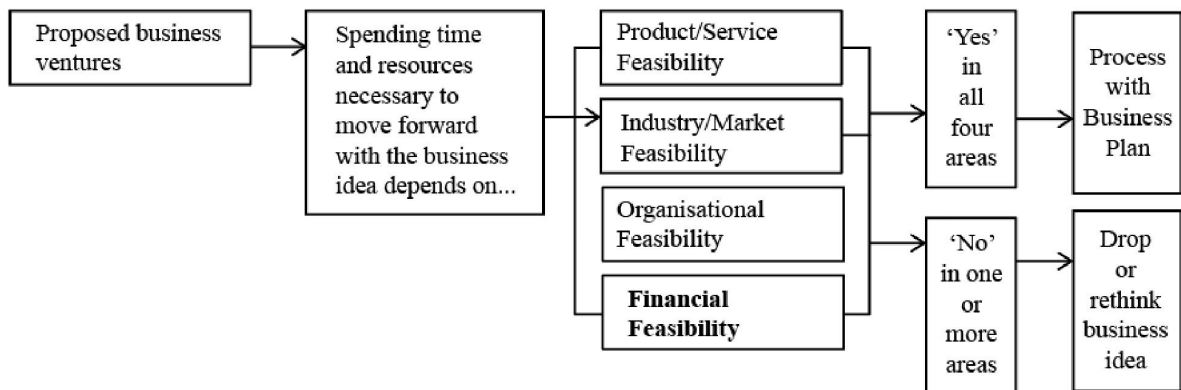 Proposed business
ventures
Spending time
and resources
necessary to
move forward
with the business
idea depends on...
Product/Service
Feasibility
Industry/Market
Feasibility
Organisational
Feasibility
Financial
Feasibility
‘Yes’
in
all
four
areas
Process
with
Business
Plan
‘No’
in one
or
more
areas
Drop
or
rethink
business
idea